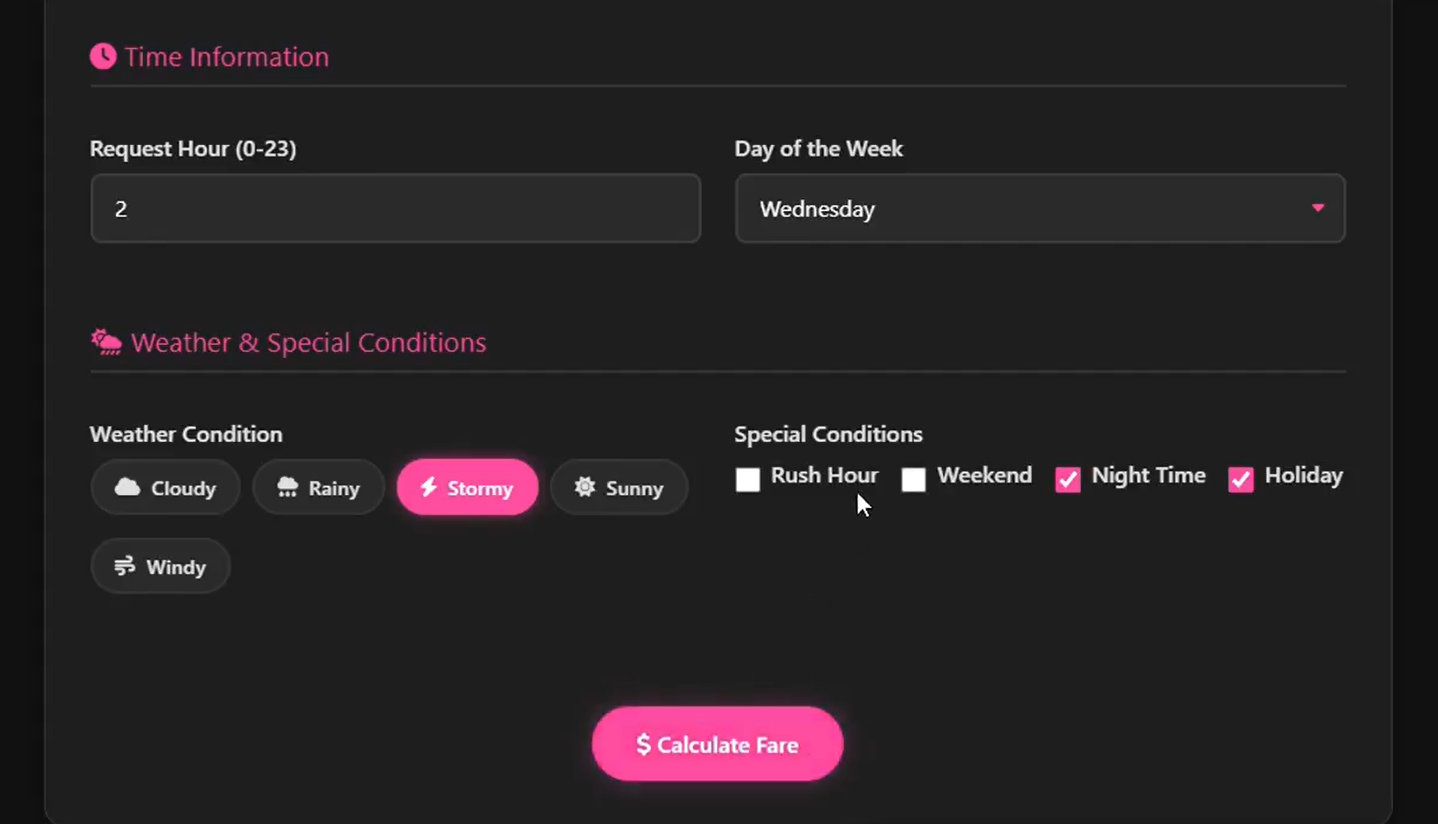 Time Information
Request Hour (0-23)
Day of the Week
2
Wednesday
Weather & Special Conditions
Weather Condition
Special Conditions
Cloudy
Rainy
Stormy
Sunny
Windy
Rush Hour
Weekend
Night Time
Holiday
$ Calculate Fare